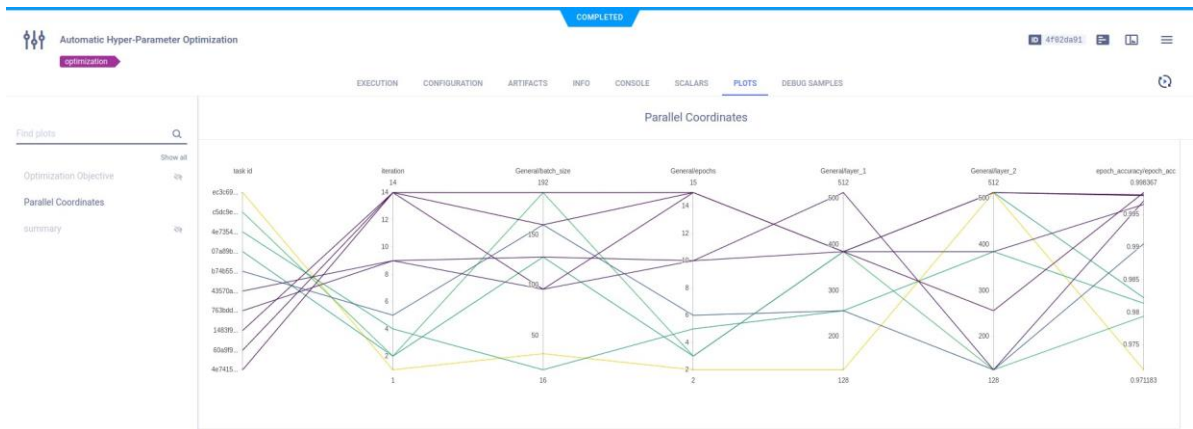 COMPLETED
Automatic Hyper-Parameter Optimization
ID 4f02da91
optimization
EXECUTION CONFIGURATION ARTIFACTS INFO CONSOLE SCALARS PLOTS DEBUG SAMPLES
Find plots
Show all
Optimization Objective
Parallel Coordinates
summary
Parallel Coordinates
task id
ec3c69...
c5dc9e...
4e7354...
07a89b...
b74b55...
43570a...
763bdd...
1483f9...
60a9f9...
4e7415...
iteration
14
14
12
10
8
6
4
2
1
General/batch_size
192
150
100
50
16
General/epochs
15
14
12
10
8
6
4
2
2
General/layer_1
512
500
400
300
200
128
General/layer_2
512
500
400
300
200
128
epoch_accuracy/epoch_acc
0.998367
0.995
0.99
0.985
0.98
0.975
0.971183